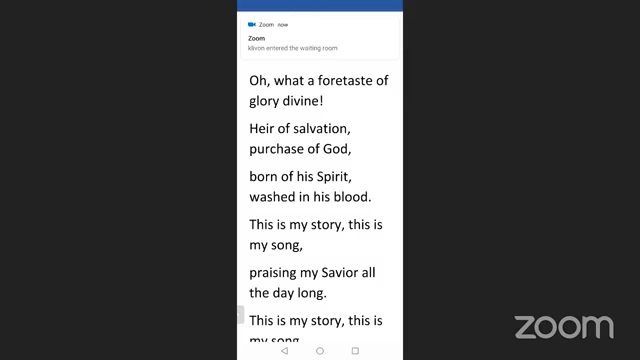 Zoom now
Zoom
klivon entered the waiting room
Oh, what a foretaste of
glory divine!
Heir of salvation,
purchase of God,
born of his Spirit,
washed in his blood.
This is my story, this is
my song,
praising my Savior all
the day long.
This is my story, this is
my song
zoom